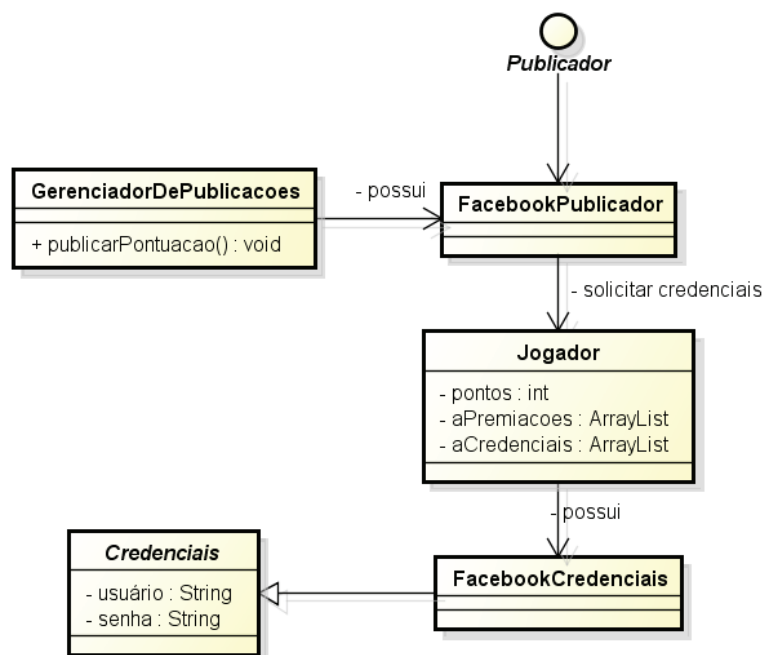 Publicador
GerenciadorDePublicacoes
+ publicarPontuacao() : void
- possui
FacebookPublicador
- solicitar credenciais
Jogador
- pontos : int
- aPremiacoes : ArrayList
- aCredenciais : ArrayList
- possui
Credenciais
- usuário : String
- senha : String
FacebookCredenciais